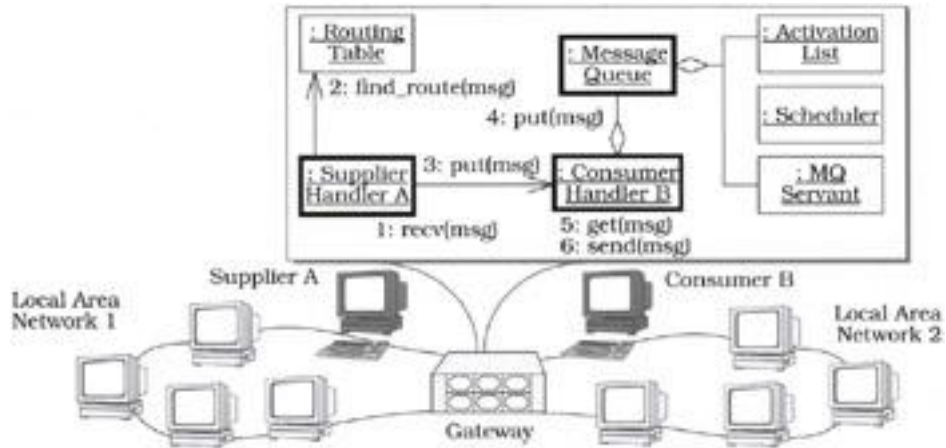 : Routing
Table
: Message
Queue
: Activation
List
2: find_route(msg)
4: put(msg)
: Scheduler
: Supplier
Handler A
3: put(msg)
: Consumer
Handler B
: MQ
Servant
1: recv(msg)
5: get(msg)
6: send(msg)
Supplier A
Consumer B
Local Area
Network 1
Local Area
Network 2
Gateway